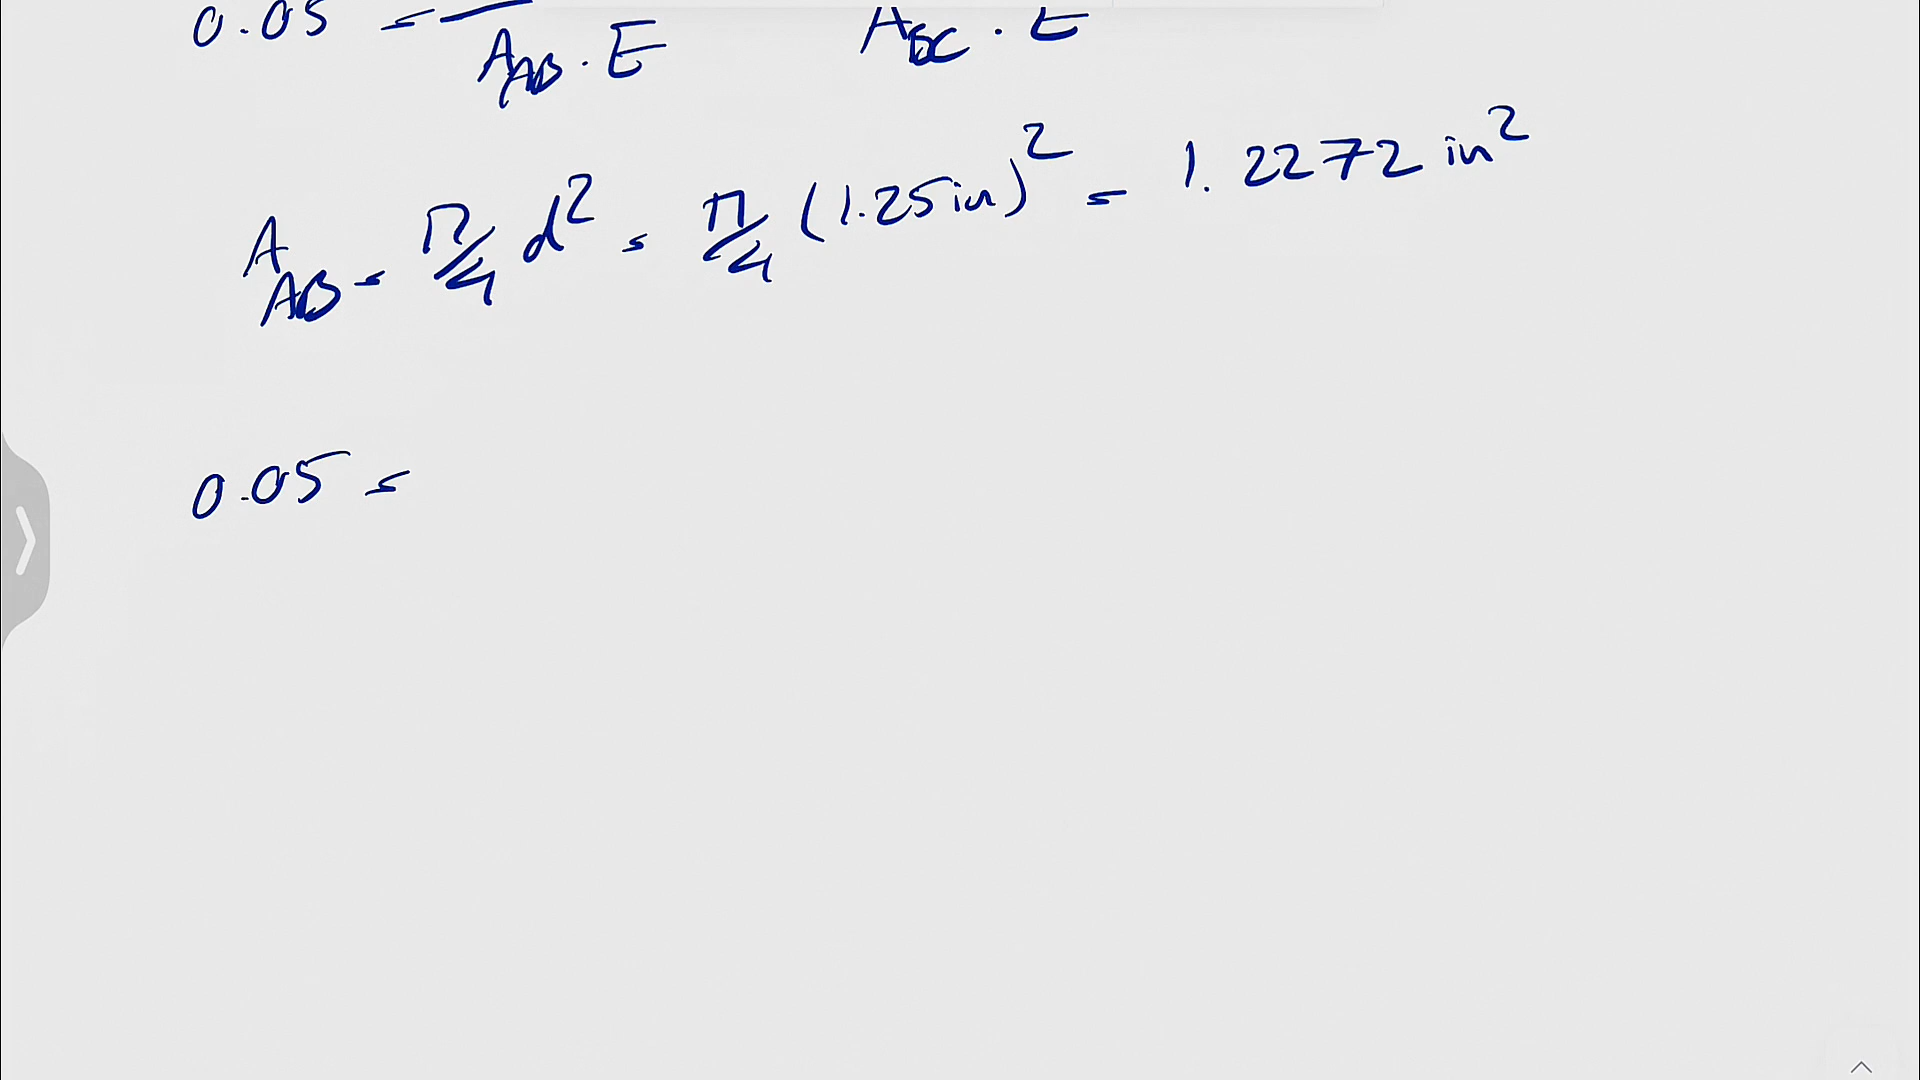 0.05 =
A_AB · E A_BC · E
A_AB = π/4 d² = π/4 (1.25in)² = 1.2272 in²
0.05 =